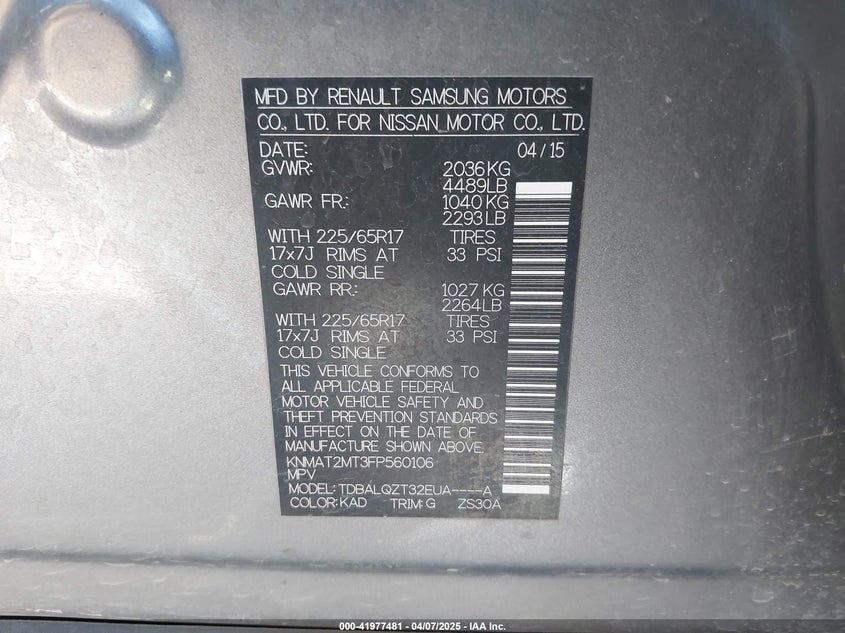 MFD BY RENAULT SAMSUNG MOTORS
CO., LTD. FOR NISSAN MOTOR CO., LTD.
DATE: 04/15
GVWR: 2036KG
4489LB
GAWR FR.: 1040KG
2293LB
WITH 225/65R17 TIRES
17x7J RIMS AT 33 PSI
COLD SINGLE
GAWR RR.: 1027KG
2264LB
WITH 225/65R17 TIRES
17x7J RIMS AT 33 PSI
COLD SINGLE
THIS VEHICLE CONFORMS TO
ALL APPLICABLE FEDERAL
MOTOR VEHICLE SAFETY AND
THEFT PREVENTION STANDARDS
IN EFFECT ON THE DATE OF
MANUFACTURE SHOWN ABOVE.
KNMAT2MT3FP560106
MPV
MODEL: TDBALQZT32EUA----A
COLOR: KAD TRIM: G ZS30A
000-41977481 - 04/07/2025 - IAA Inc.